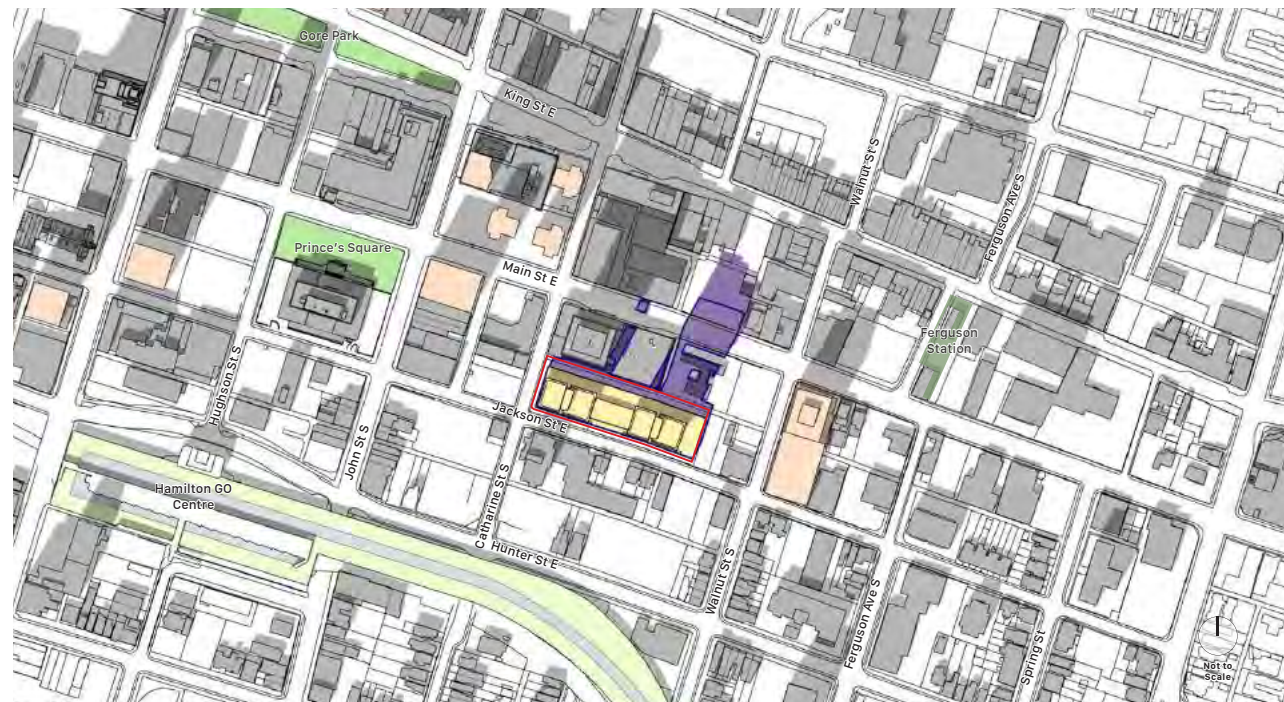 Gore Park
King St E
Walnut St S
Ferguson Ave S
Prince's Square
Main St E
Ferguson
Station
Hughson St S
Jackson St E
John St S
Hamilton GO
Centre
Catharine St S
Hunter St E
Walnut St S
Ferguson Ave S
Spring St
Not to
Scale